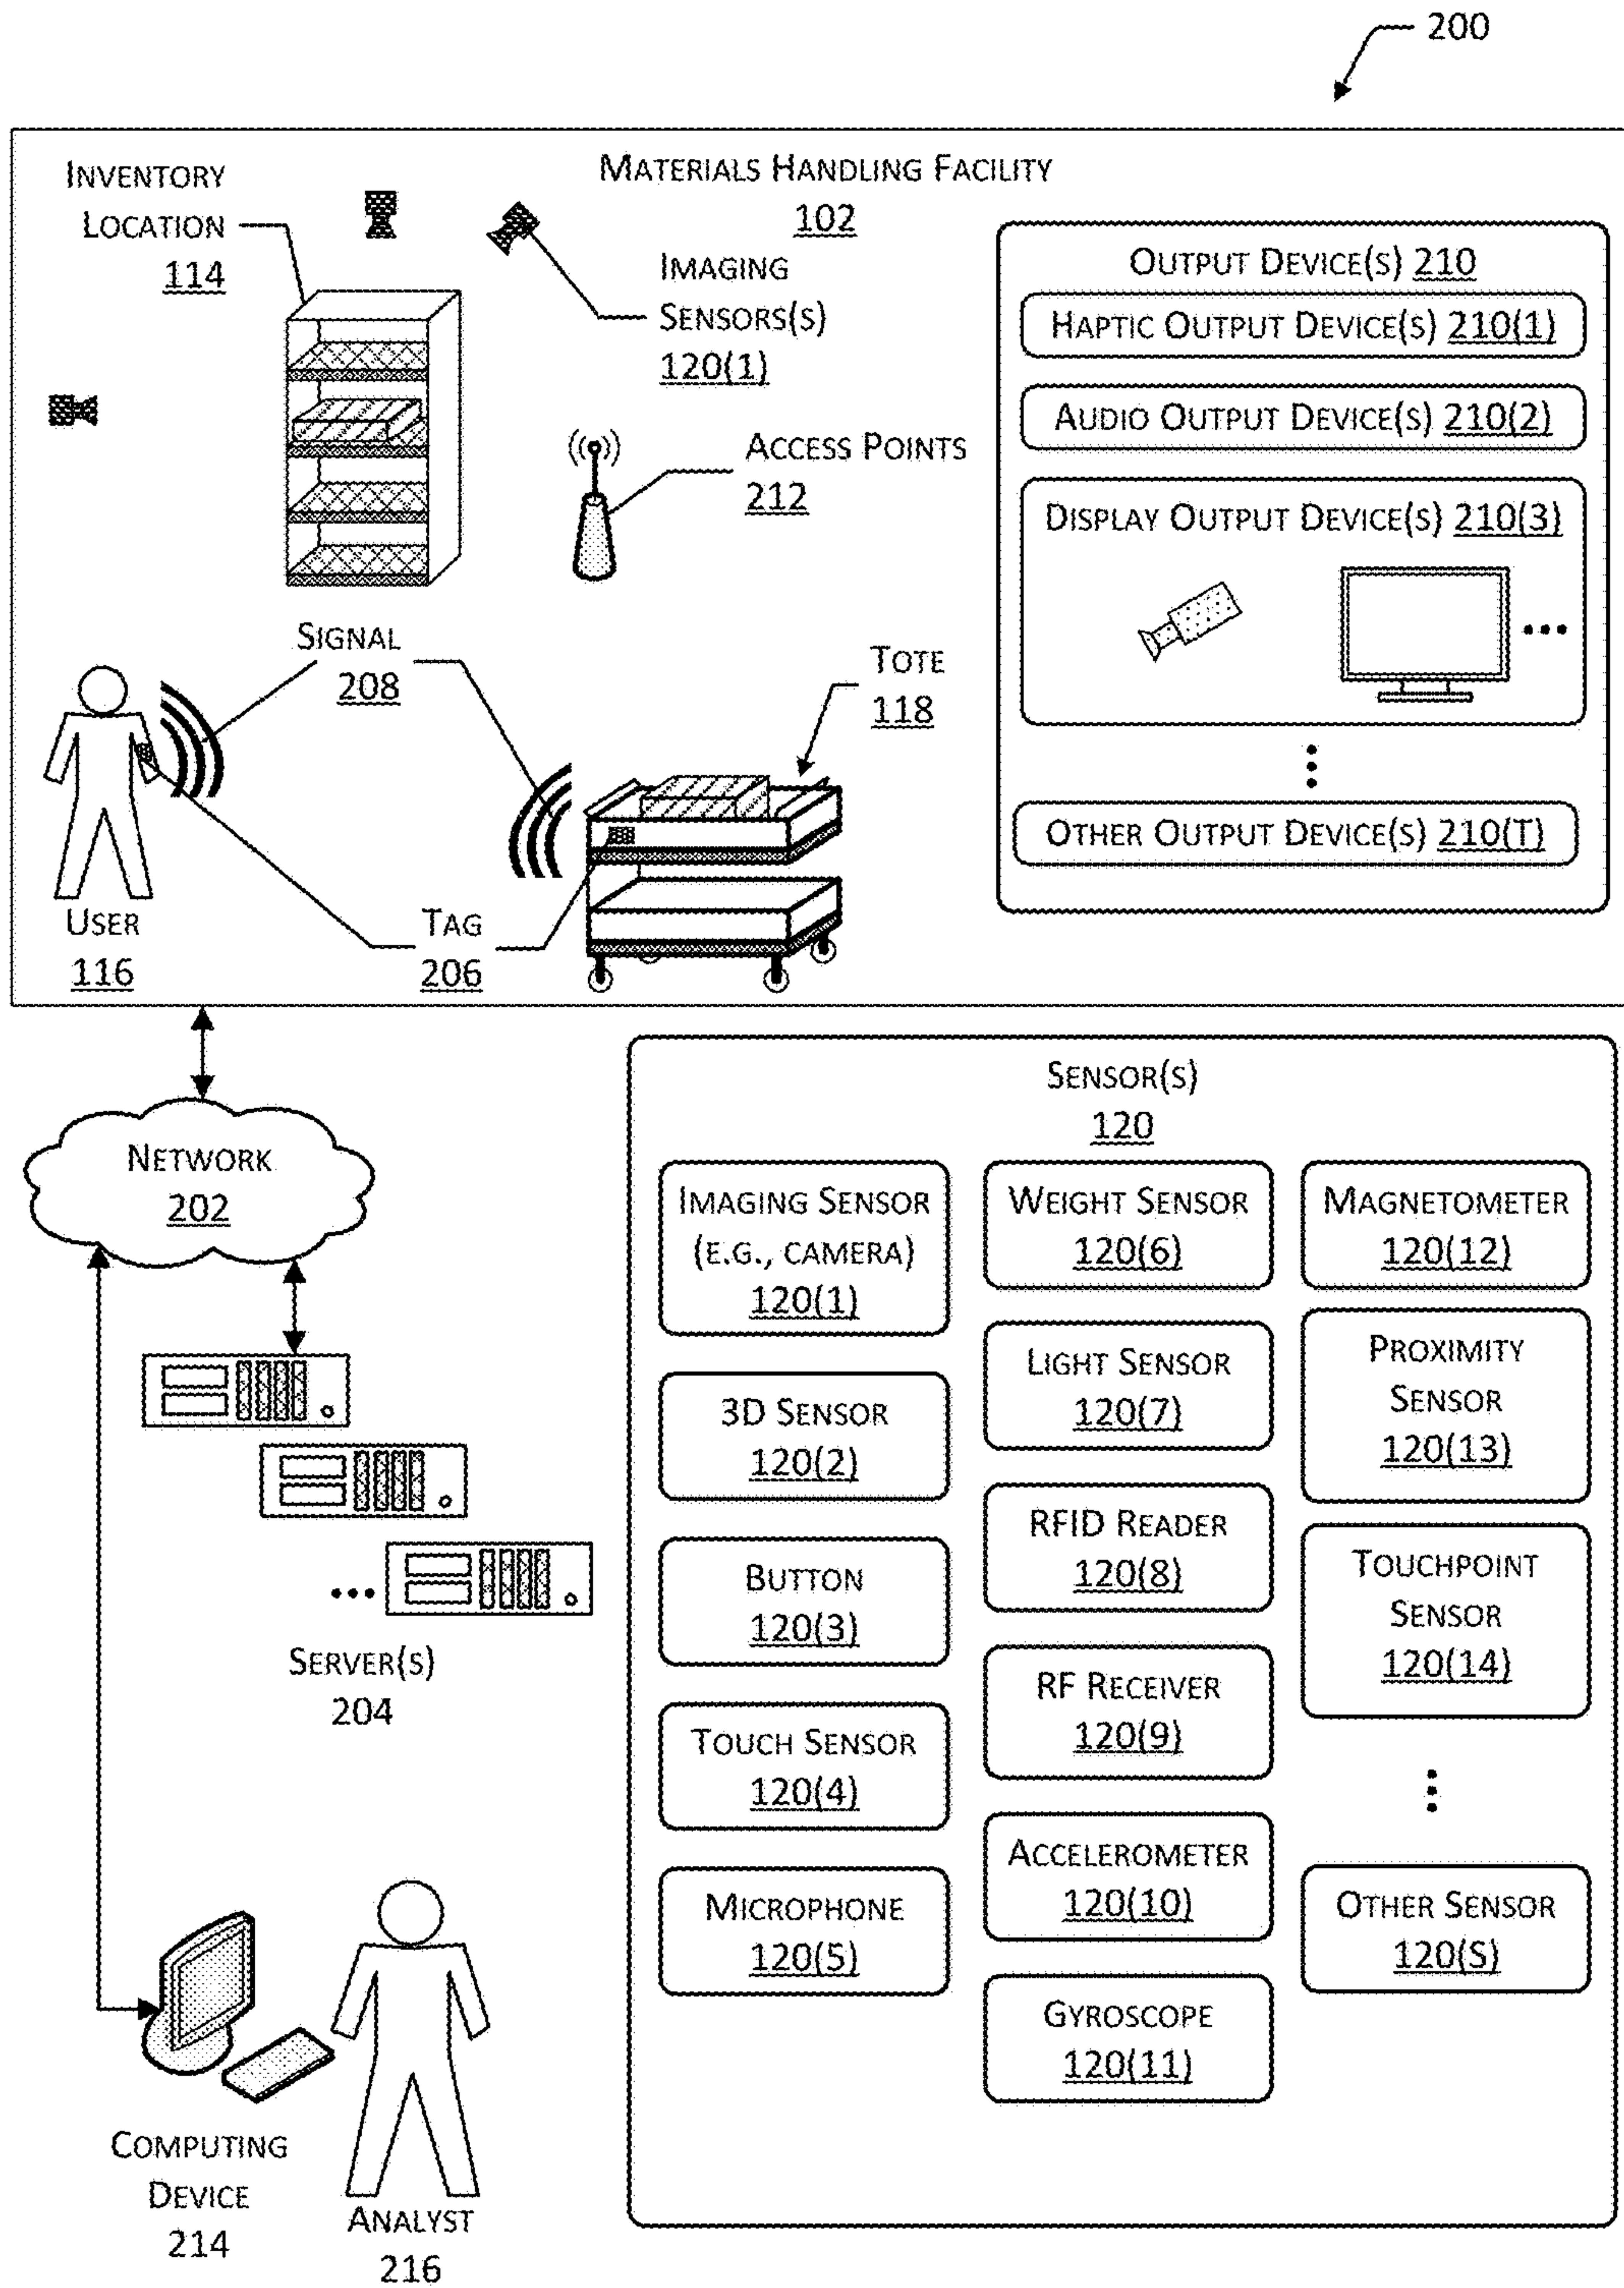 200
MATERIALS HANDLING FACILITY
102
INVENTORY
LOCATION
114
IMAGING
SENSORS(S)
120(1)
ACCESS POINTS
212
OUTPUT DEVICE(S) 210
HAPTIC OUTPUT DEVICE(S) 210(1)
AUDIO OUTPUT DEVICE(S) 210(2)
DISPLAY OUTPUT DEVICE(S) 210(3)
OTHER OUTPUT DEVICE(S) 210(T)
SIGNAL
208
TOTE
118
USER
116
TAG
206
NETWORK
202
SERVER(S)
204
COMPUTING
DEVICE
214
ANALYST
216
SENSOR(S)
120
IMAGING SENSOR
(E.G., CAMERA)
120(1)
3D SENSOR
120(2)
BUTTON
120(3)
TOUCH SENSOR
120(4)
MICROPHONE
120(5)
WEIGHT SENSOR
120(6)
LIGHT SENSOR
120(7)
RFID READER
120(8)
RF RECEIVER
120(9)
ACCELEROMETER
120(10)
GYROSCOPE
120(11)
MAGNETOMETER
120(12)
PROXIMITY
SENSOR
120(13)
TOUCHPOINT
SENSOR
120(14)
OTHER SENSOR
120(S)